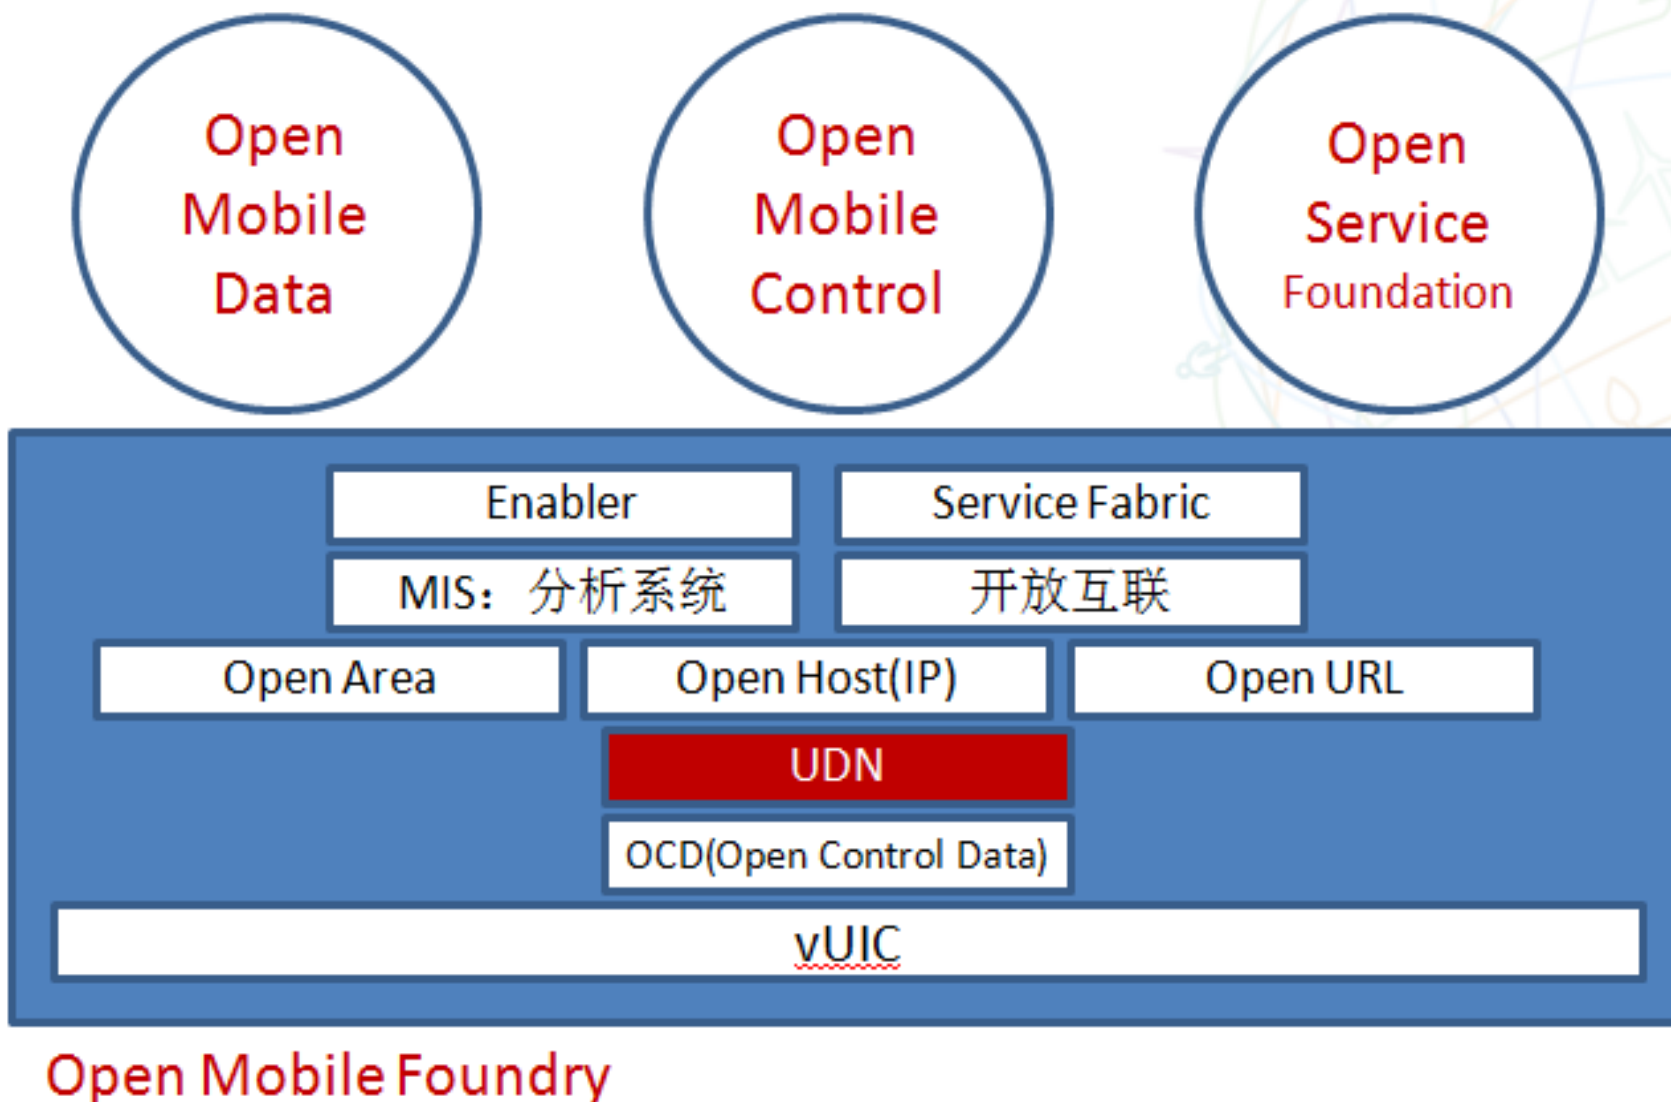 Open
Mobile
Data
Open
Mobile
Control
Open
Service
Foundation
Enabler
Service Fabric
MIS：分析系统
开放互联
Open Area
Open Host(IP)
Open URL
UDN
OCD(Open Control Data)
vUIC
Open Mobile Foundry